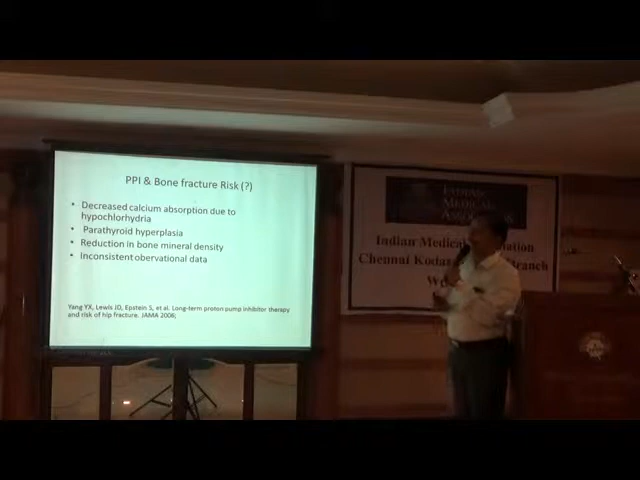 PPI & Bone fracture Risk (?)
• Decreased calcium absorption due to
hypochlorhydria
• Parathyroid hyperplasia
• Reduction in bone mineral density
• Inconsistent obervational data
Yang YX, Lewis JD, Epstein S, et al. Long-term proton pump inhibitor therapy
and risk of hip fracture. JAMA 2006;
INDIAN
MEDICAL
Indian Medical
Chennai